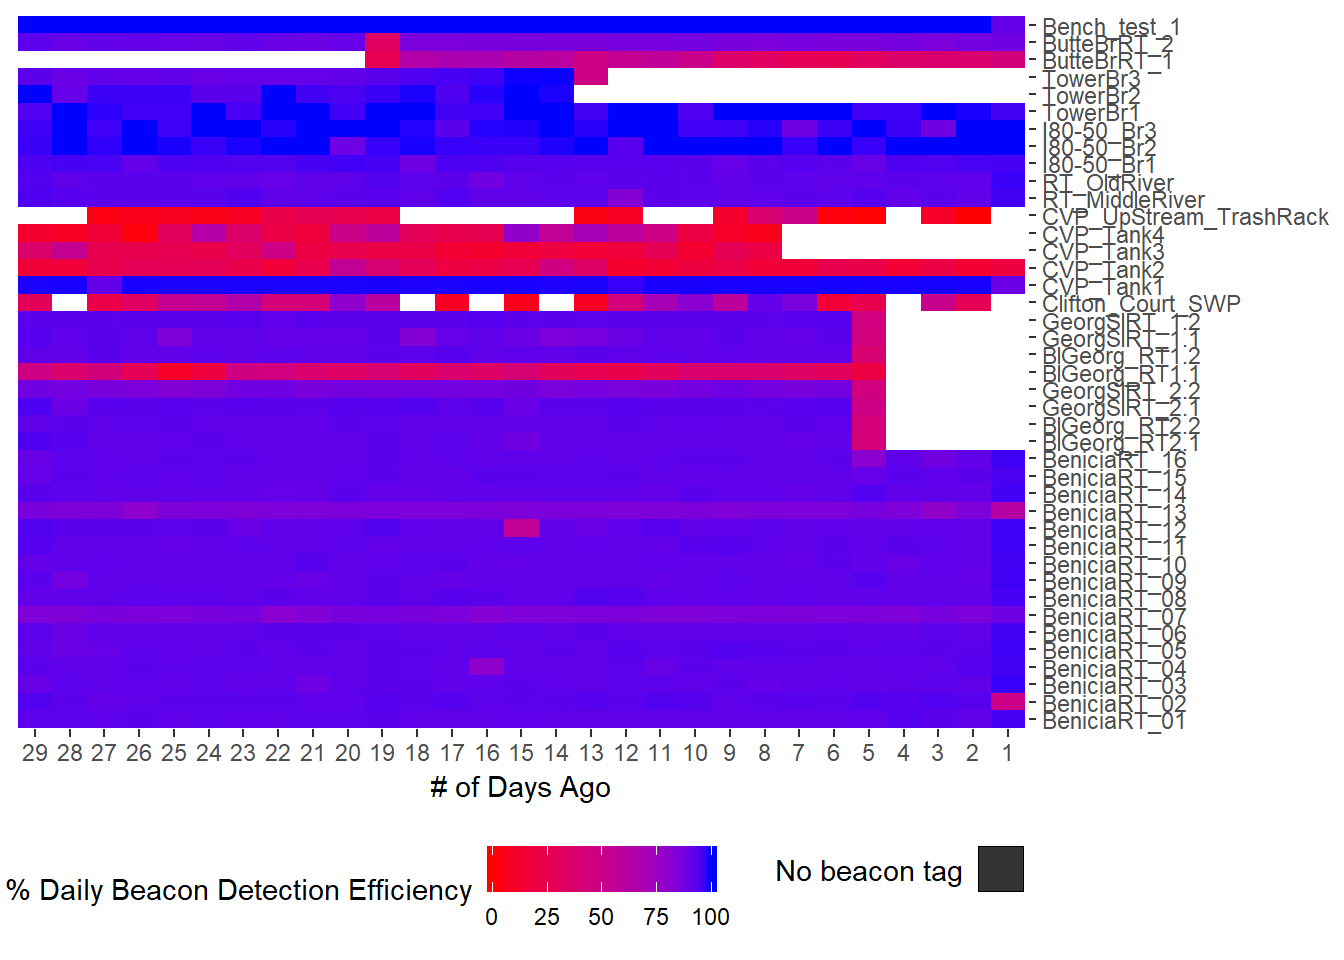 Bench_test_1
ButteBrRT_2
ButteBrRT_1
TowerBr3
TowerBr2
TowerBr1
I80-50_Br3
I80-50_Br2
I80-50_Br1
RT_OldRiver
RT_MiddleRiver
CVP_UpStream_TrashRack
CVP_Tank4
CVP_Tank3
CVP_Tank2
CVP_Tank1
Clifton_Court_SWP
GeorgSlRT_1.2
GeorgSlRT_1.1
BlGeorg_RT1.2
BlGeorg_RT1.1
GeorgSlRT_2.2
GeorgSlRT_2.1
BlGeorg_RT2.2
BlGeorg_RT2.1
BeniciaRT_16
BeniciaRT_15
BeniciaRT_14
BeniciaRT_13
BeniciaRT_12
BeniciaRT_11
BeniciaRT_10
BeniciaRT_09
BeniciaRT_08
BeniciaRT_07
BeniciaRT_06
BeniciaRT_05
BeniciaRT_04
BeniciaRT_03
BeniciaRT_02
BeniciaRT_01
29 28 27 26 25 24 23 22 21 20 19 18 17 16 15 14 13 12 11 10 9 8 7 6 5 4 3 2 1
# of Days Ago
% Daily Beacon Detection Efficiency
0 25 50 75 100
No beacon tag